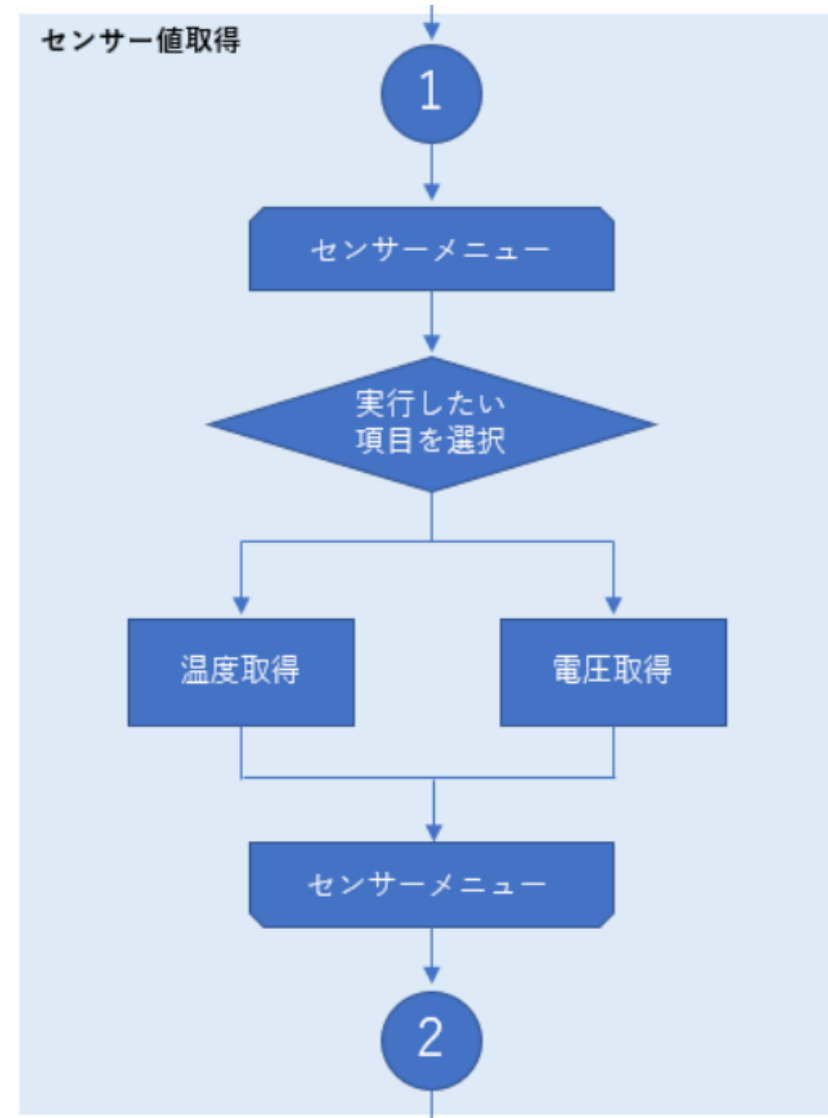 センサー値取得
1
センサーメニュー
実行したい
項目を選択
温度取得
電圧取得
センサーメニュー
2